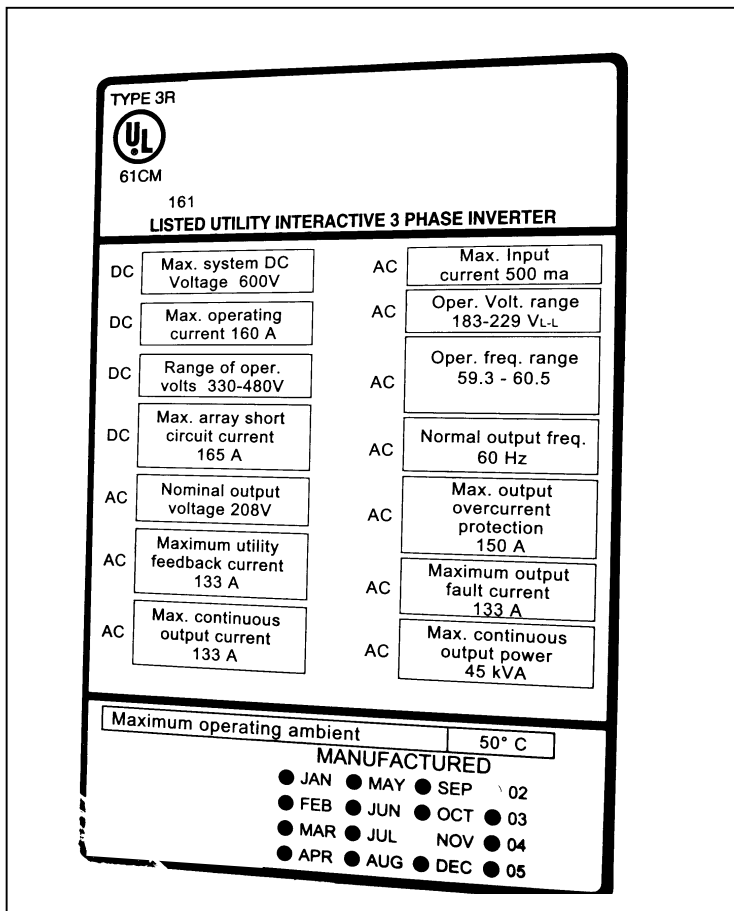 TYPE 3R
UL
61CM
161
LISTED UTILITY INTERACTIVE 3 PHASE INVERTER
DC
Max. system DC
Voltage 600V
AC
Max. Input
current 500 ma
DC
Max. operating
current 160 A
AC
Oper. Volt. range
183-229 VL-L
DC
Range of oper.
volts 330-480V
AC
Oper. freq. range
59.3 - 60.5
DC
Max. array short
circuit current
165 A
AC
Normal output freq.
60 Hz
AC
Nominal output
voltage 208V
AC
Max. output
overcurrent
protection
150 A
AC
Maximum utility
feedback current
133 A
AC
Maximum output
fault current
133 A
AC
Max. continuous
output current
133 A
AC
Max. continuous
output power
45 kVA
Maximum operating ambient 50° C
MANUFACTURED
JAN MAY SEP 02
FEB JUN OCT 03
MAR JUL NOV 04
APR AUG DEC 05